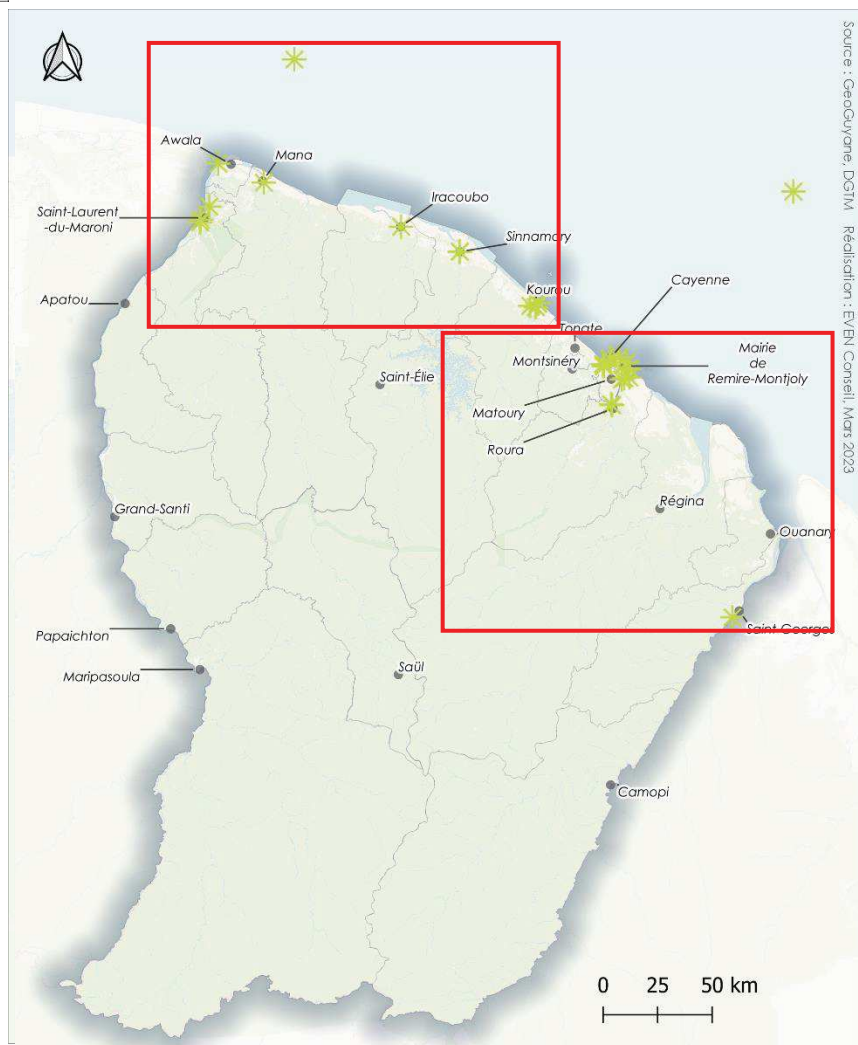 Source : GeoGuyane, DGTM Réalisation : EVEN Conseil, Mars 2023
Awala
Mana
Saint-Laurent
-du-Maroni
Iracoubo
Sinnamary
Cayenne
Apatou
Kourou
Tonate
Montsinéry
Mairie
de
Remire-Montjoly
Saint-Élie
Matoury
Roura
Grand-Santi
Régina
Ouanary
Papaichton
Saint-Georges
Maripasoula
Saül
Camopi
0 25 50 km